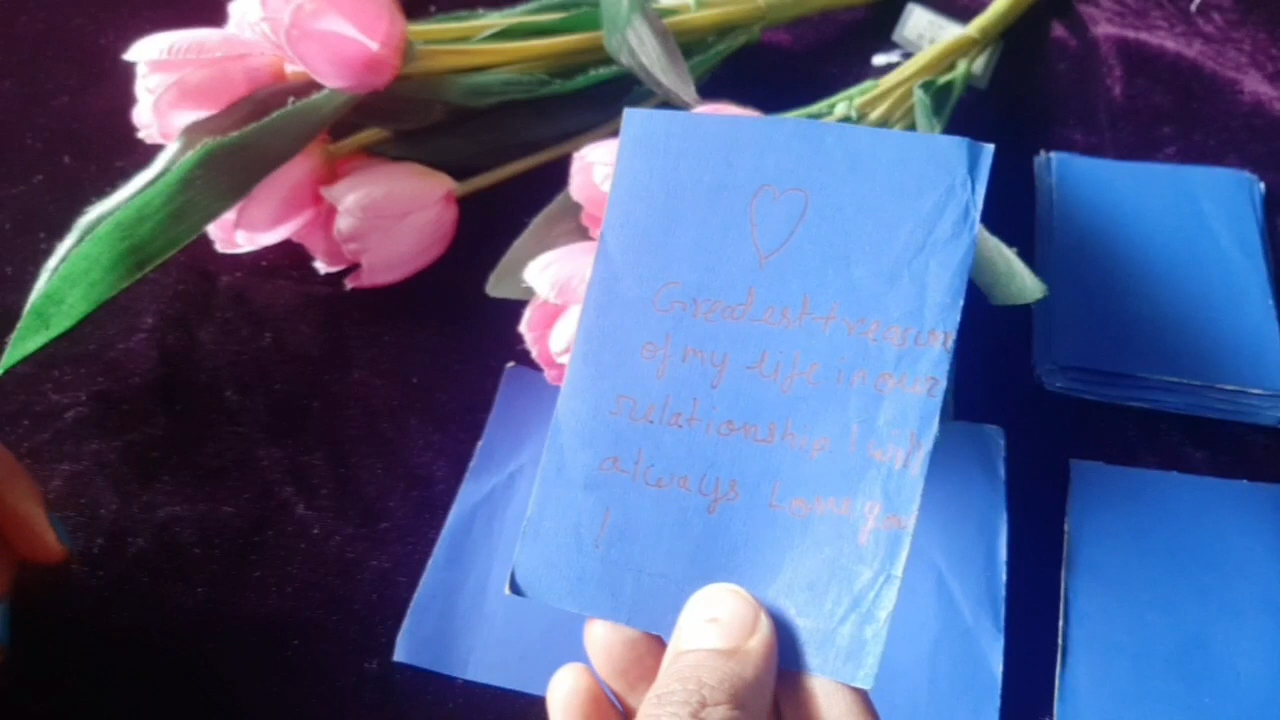 Greatest treasure
of my life in our
relationship. I will
always Love you
!